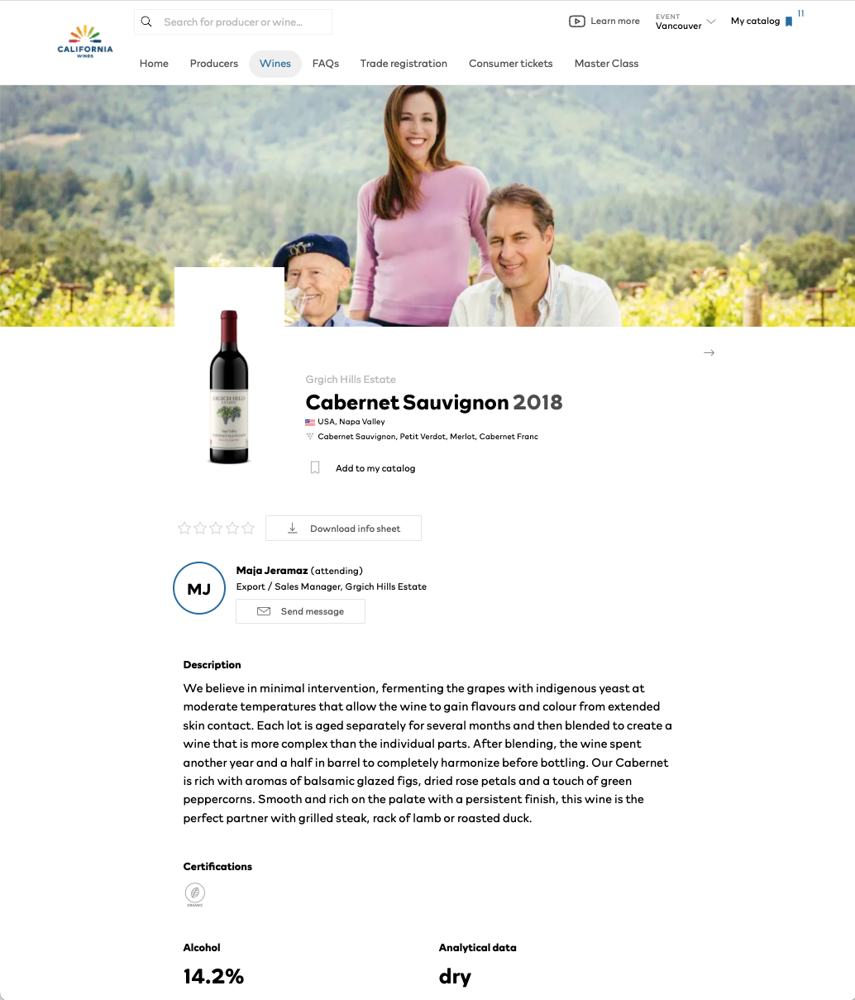 CALIFORNIA
WINES
Search for producer or wine...
Learn more
EVENT
Vancouver
My catalog
11
Home
Producers
Wines
FAQs
Trade registration
Consumer tickets
Master Class
GRGICH HILLS
ESTATE
Napa Valley
CABERNET SAUVIGNON
Grgich Hills Estate
Cabernet Sauvignon 2018
USA, Napa Valley
Cabernet Sauvignon, Petit Verdot, Merlot, Cabernet Franc
Add to my catalog
Download info sheet
MJ
Maja Jeramaz (attending)
Export / Sales Manager, Grgich Hills Estate
Send message
Description
We believe in minimal intervention, fermenting the grapes with indigenous yeast at
moderate temperatures that allow the wine to gain flavours and colour from extended
skin contact. Each lot is aged separately for several months and then blended to create a
wine that is more complex than the individual parts. After blending, the wine spent
another year and a half in barrel to completely harmonize before bottling. Our Cabernet
is rich with aromas of balsamic glazed figs, dried rose petals and a touch of green
peppercorns. Smooth and rich on the palate with a persistent finish, this wine is the
perfect partner with grilled steak, rack of lamb or roasted duck.
Certifications
ORGANIC
Alcohol
Analytical data
14.2%
dry